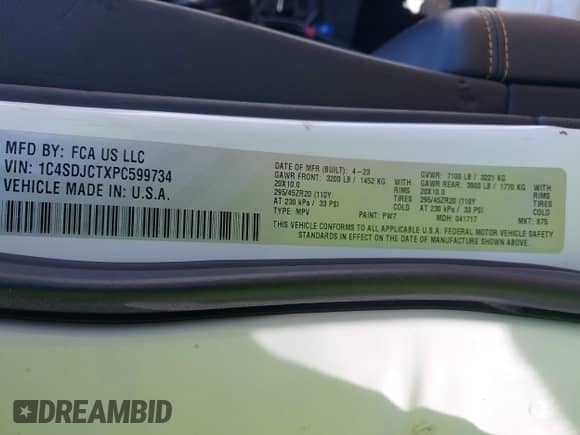 MFD BY: FCA US LLC
VIN: 1C4SDJCTXPC599734
VEHICLE MADE IN: U.S.A.
DATE OF MFR (BUILT): 4-23 GVWR: 7100 LB / 3221 KG
GAWR FRONT: 3200 LB / 1452 KG WITH GAWR REAR: 3900 LB / 1770 KG WITH
20X10.0 RIMS 20X10.0 RIMS
295/45ZR20 (110Y TIRES 295/45ZR20 (110Y TIRES
AT 230 kPa / 33 PSI COLD AT 230 kPa / 33 PSI COLD
TYPE: MPV PAINT: PW7 MDH: 041717 MKT: K75
THIS VEHICLE CONFORMS TO ALL APPLICABLE U.S.A. FEDERAL MOTOR VEHICLE SAFETY
STANDARDS IN EFFECT ON THE DATE OF MANUFACTURE SHOWN ABOVE.
DREAMBID